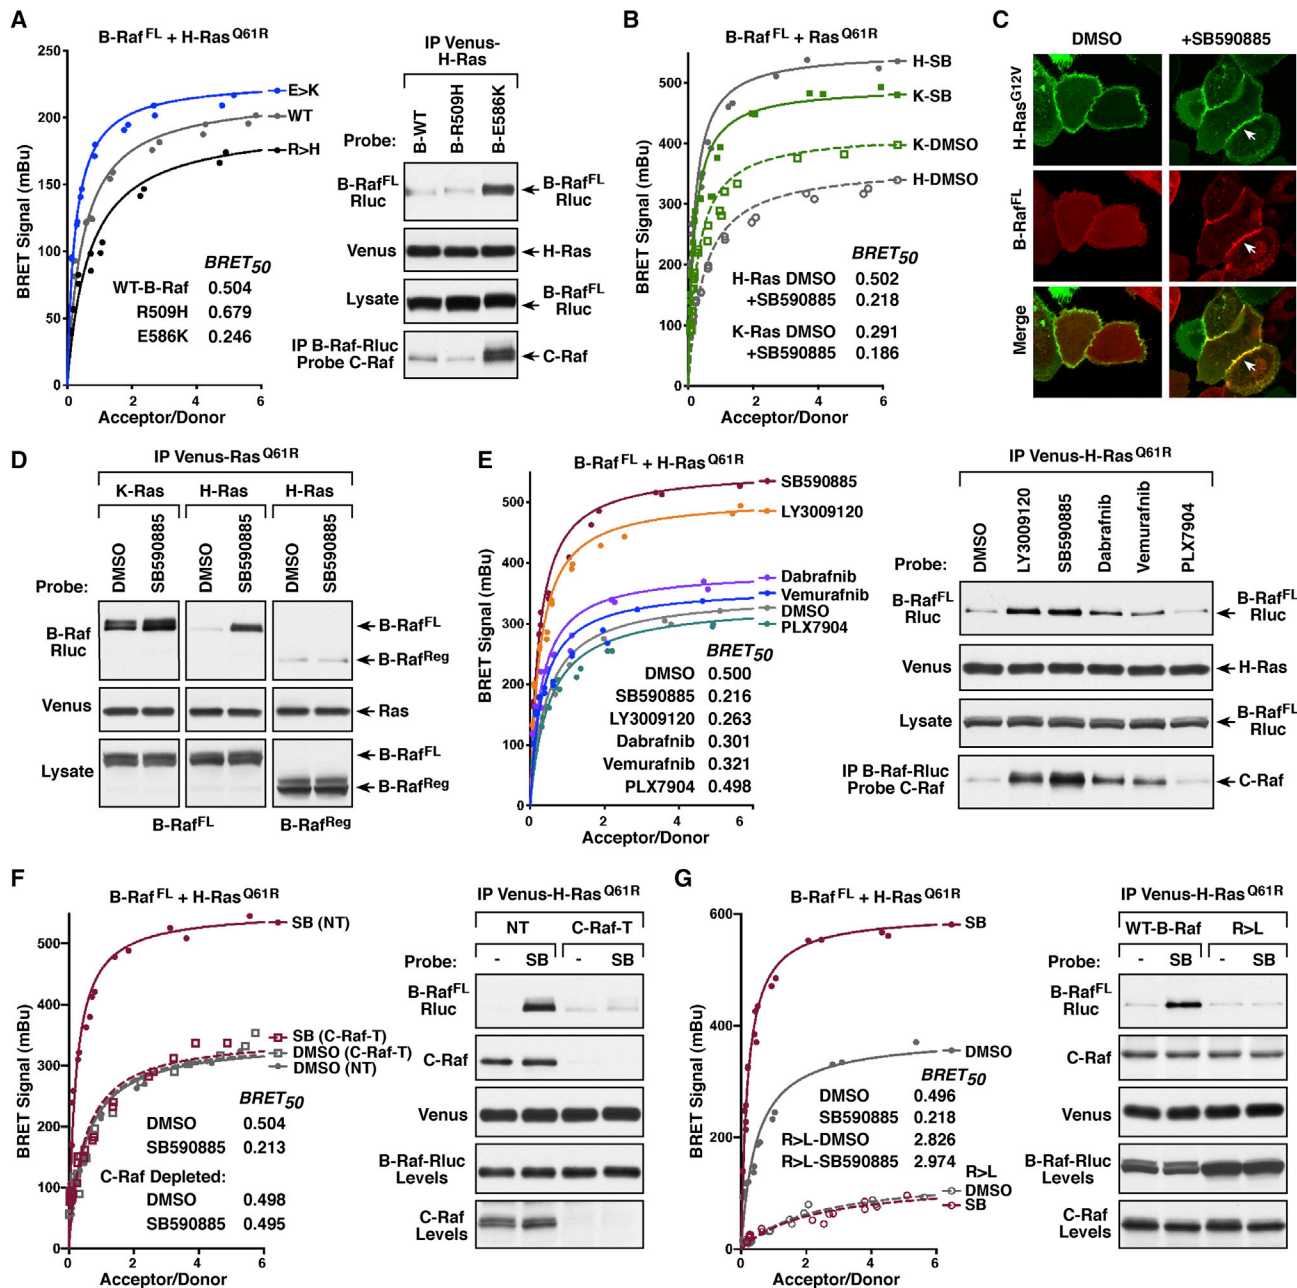 A
B-Raf FL + H-Ras Q61R
BRET Signal (mBu)
250
200
150
100
50
0
E>K
WT
R>H
BRET50
WT-B-Raf 0.504
R509H 0.679
E586K 0.246
0 2 4 6
Acceptor/Donor
IP Venus-
H-Ras
Probe:
B-WT
B-R509H
B-E586K
B-Raf FL
Rluc
B-Raf FL
Rluc
Venus
H-Ras
Lysate
B-Raf FL
Rluc
IP B-Raf-Rluc
Probe C-Raf
C-Raf
B
B-Raf FL + Ras Q61R
BRET Signal (mBu)
500
400
300
200
100
0
H-SB
K-SB
K-DMSO
H-DMSO
BRET50
H-Ras DMSO 0.502
+SB590885 0.218
K-Ras DMSO 0.291
+SB590885 0.186
0 2 4 6
Acceptor/Donor
C
DMSO
+SB590885
H-Ras G12V
B-Raf FL
Merge
D
IP Venus-Ras Q61R
K-Ras
H-Ras
H-Ras
Probe:
DMSO
SB590885
DMSO
SB590885
DMSO
SB590885
B-Raf
Rluc
B-Raf FL
B-Raf Reg
Venus
Ras
Lysate
B-Raf FL
B-Raf Reg
B-Raf FL
B-Raf Reg
E
B-Raf FL + H-Ras Q61R
BRET Signal (mBu)
500
400
300
200
100
0
SB590885
LY3009120
Dabrafnib
Vemurafnib
DMSO
PLX7904
BRET50
DMSO 0.500
SB590885 0.216
LY3009120 0.263
Dabrafnib 0.301
Vemurafnib 0.321
PLX7904 0.498
0 2 4 6
Acceptor/Donor
IP Venus-H-Ras Q61R
Probe:
DMSO
LY3009120
SB590885
Dabrafnib
Vemurafnib
PLX7904
B-Raf FL
Rluc
B-Raf FL
Rluc
Venus
H-Ras
Lysate
B-Raf FL
Rluc
IP B-Raf-Rluc
Probe C-Raf
C-Raf
F
B-Raf FL + H-Ras Q61R
BRET Signal (mBu)
500
400
300
200
100
0
SB (NT)
SB (C-Raf-T)
DMSO (C-Raf-T)
DMSO (NT)
BRET50
DMSO 0.504
SB590885 0.213
C-Raf Depleted:
DMSO 0.498
SB590885 0.495
0 2 4 6
Acceptor/Donor
IP Venus-H-Ras Q61R
NT
C-Raf-T
Probe: - SB - SB
B-Raf FL
Rluc
C-Raf
Venus
B-Raf-Rluc
Levels
C-Raf
Levels
G
B-Raf FL + H-Ras Q61R
BRET Signal (mBu)
600
400
200
0
SB
DMSO
BRET50
DMSO 0.496
SB590885 0.218
R>L-DMSO 2.826
R>L-SB590885 2.974
R>L
DMSO
SB
0 2 4 6
Acceptor/Donor
IP Venus-H-Ras Q61R
WT-B-Raf
R>L
Probe: - SB - SB
B-Raf FL
Rluc
C-Raf
Venus
B-Raf-Rluc
Levels
C-Raf
Levels